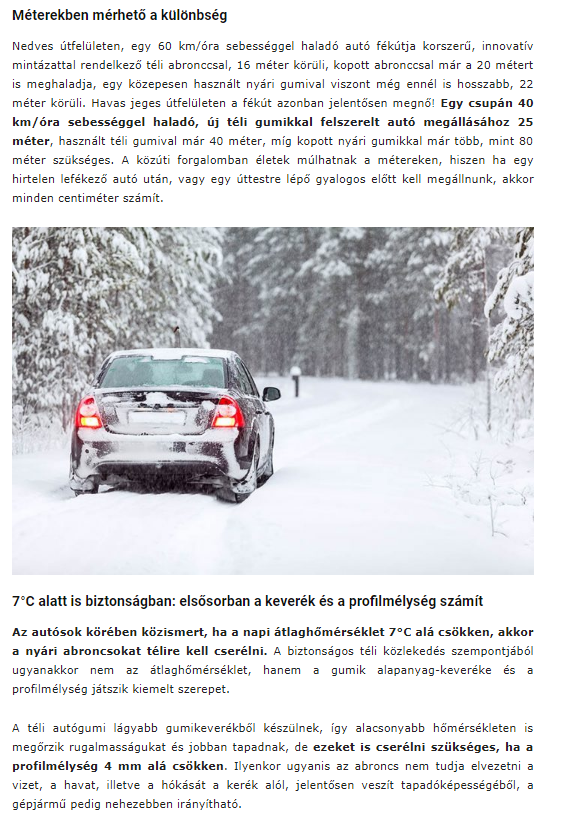 Méterekben mérhető a különbség
Nedves útfelületen, egy 60 km/óra sebességgel haladó autó fékútja korszerű, innovatív
mintázattal rendelkező téli abronccsal, 16 méter körüli, kopott abronccsal már a 20 métert
is meghaladja, egy közepesen használt nyári gumival viszont még ennél is hosszabb, 22
méter körüli. Havas jeges útfelületen a fékút azonban jelentősen megnő! Egy csupán 40
km/óra sebességgel haladó, új téli gumikkal felszerelt autó megállásához 25
méter, használt téli gumival már 40 méter, míg kopott nyári gumikkal már több, mint 80
méter szükséges. A közúti forgalomban életek múlhatnak a métereken, hiszen ha egy
hirtelen lefékező autó után, vagy egy úttestre lépő gyalogos előtt kell megállnunk, akkor
minden centiméter számít.
7°C alatt is biztonságban: elsősorban a keverék és a profilmélység számít
Az autósok körében közismert, ha a napi átlaghőmérséklet 7°C alá csökken, akkor
a nyári abroncsokat télire kell cserélni. A biztonságos téli közlekedés szempontjából
ugyanakkor nem az átlaghőmérséklet, hanem a gumik alapanyag-keveréke és a
profilmélység játszik kiemelt szerepet.
A téli autógumi lágyabb gumikeverékből készülnek, így alacsonyabb hőmérsékleten is
megőrzik rugalmasságukat és jobban tapadnak, de ezeket is cserélni szükséges, ha a
profilmélység 4 mm alá csökken. Ilyenkor ugyanis az abroncs nem tudja elvezetni a
vizet, a havat, illetve a hókását a kerék alól, jelentősen veszít tapadóképességéből, a
gépjármű pedig nehezebben irányítható.